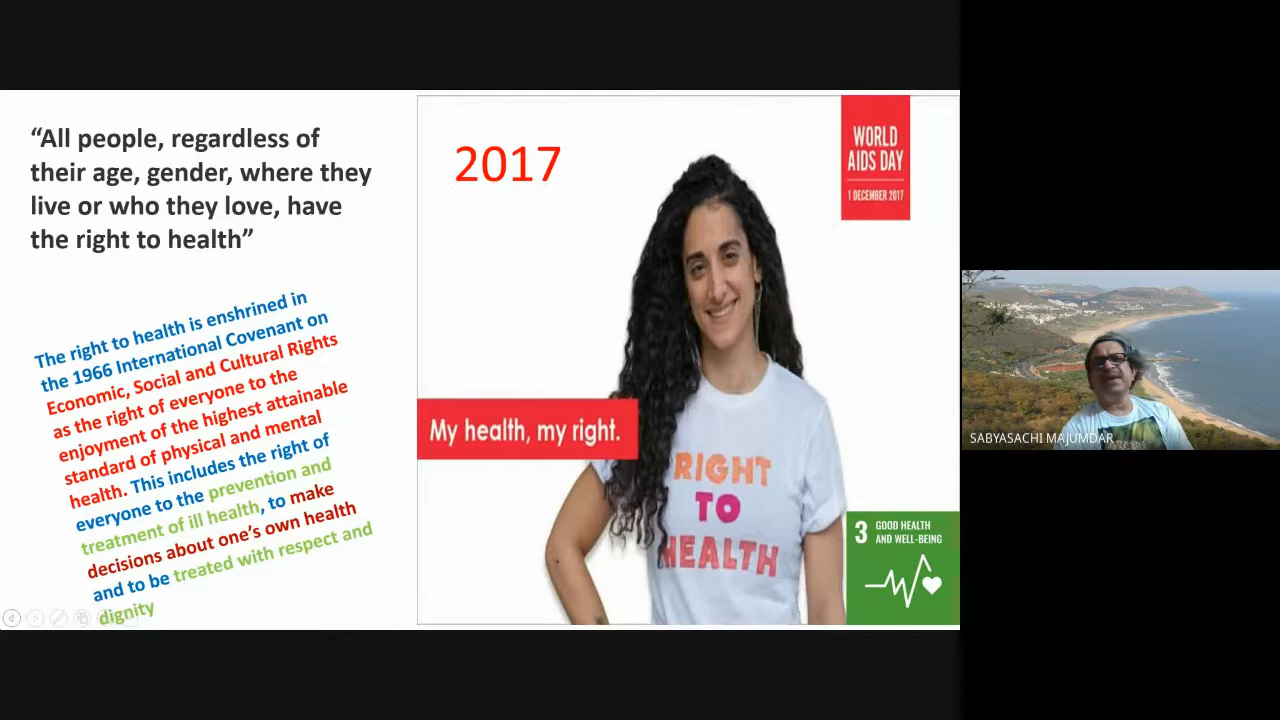 “All people, regardless of
their age, gender, where they
live or who they love, have
the right to health”
The right to health is enshrined in
the 1966 International Covenant on
Economic, Social and Cultural Rights
as the right of everyone to the
enjoyment of the highest attainable
standard of physical and mental
health. This includes the right of
everyone to the prevention and
treatment of ill health, to make
decisions about one’s own health
and to be treated with respect and
dignity
2017
WORLD
AIDS DAY
1 DECEMBER 2017
My health, my right.
RIGHT
TO
HEALTH
3 GOOD HEALTH
AND WELL-BEING
SABYASACHI MAJUMDAR